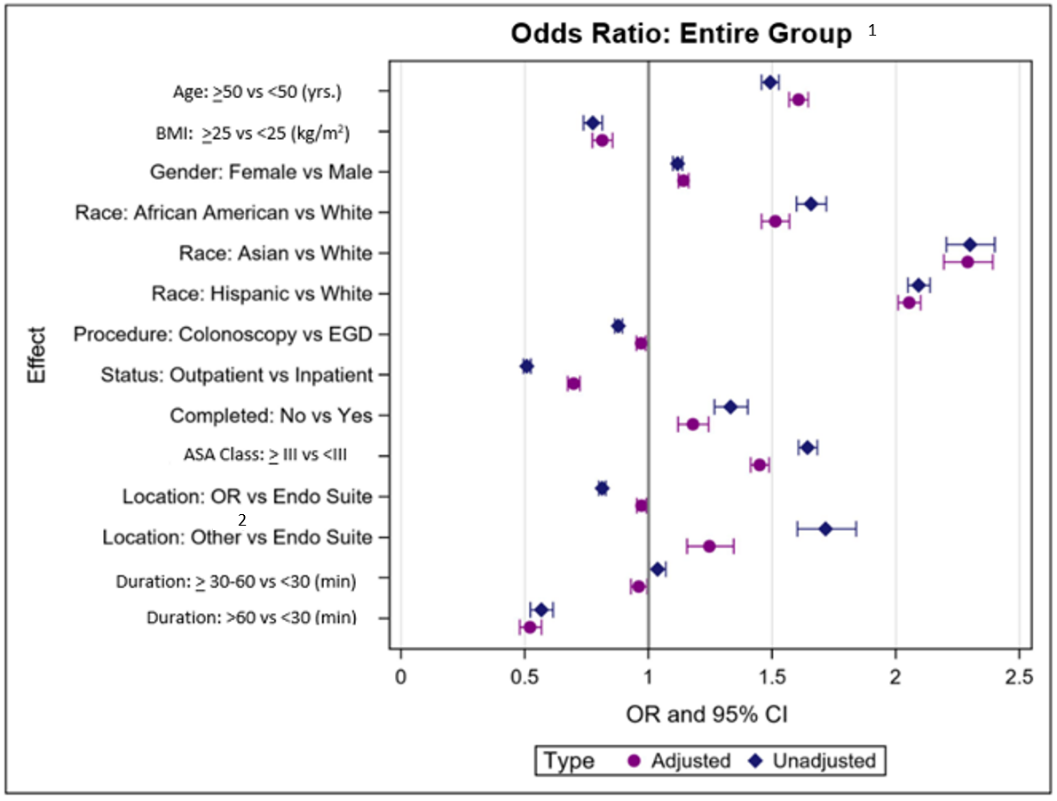 Odds Ratio: Entire Group 1
Age: ≥50 vs <50 (yrs.)
BMI: ≥25 vs <25 (kg/m²)
Gender: Female vs Male
Race: African American vs White
Race: Asian vs White
Race: Hispanic vs White
Procedure: Colonoscopy vs EGD
Status: Outpatient vs Inpatient
Completed: No vs Yes
ASA Class: ≥ III vs <III
Location: OR vs Endo Suite
2
Location: Other vs Endo Suite
Duration: ≥ 30-60 vs <30 (min)
Duration: >60 vs <30 (min)
Effect
0 0.5 1 1.5 2 2.5
OR and 95% CI
Type Adjusted Unadjusted